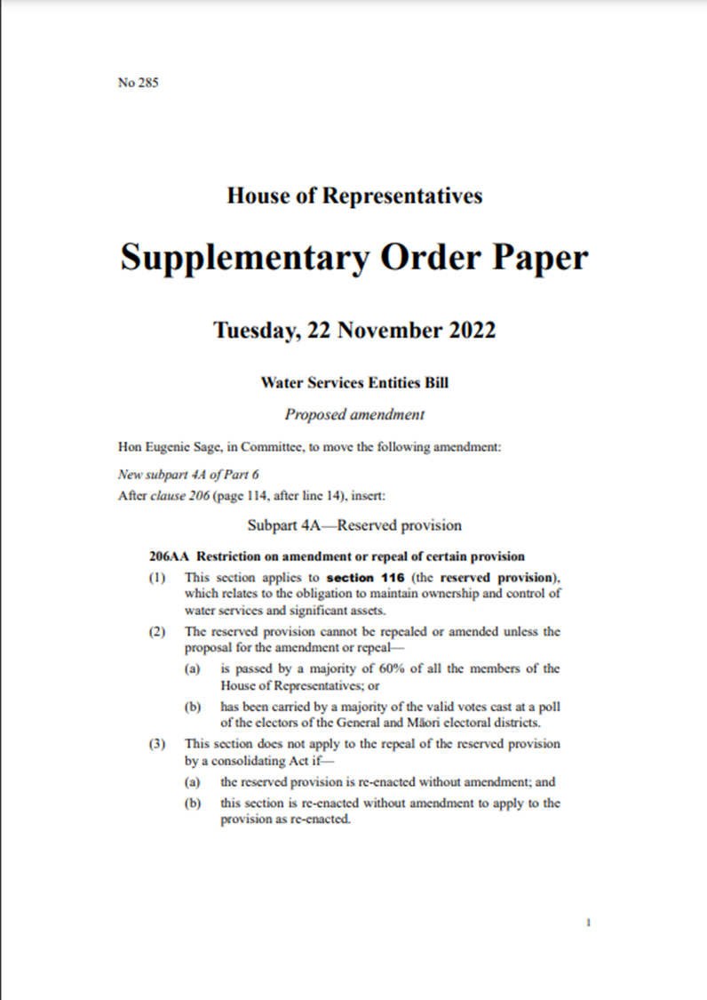 No 285
House of Representatives
Supplementary Order Paper
Tuesday, 22 November 2022
Water Services Entities Bill
Proposed amendment
Hon Eugenie Sage, in Committee, to move the following amendment:
New subpart 4A of Part 6
After clause 206 (page 114, after line 14), insert:
Subpart 4A—Reserved provision
206AA Restriction on amendment or repeal of certain provision
(1) This section applies to section 116 (the reserved provision),
which relates to the obligation to maintain ownership and control of
water services and significant assets.
(2) The reserved provision cannot be repealed or amended unless the
proposal for the amendment or repeal—
(a) is passed by a majority of 60% of all the members of the
House of Representatives; or
(b) has been carried by a majority of the valid votes cast at a poll
of the electors of the General and Māori electoral districts.
(3) This section does not apply to the repeal of the reserved provision
by a consolidating Act if—
(a) the reserved provision is re-enacted without amendment; and
(b) this section is re-enacted without amendment to apply to the
provision as re-enacted.
1